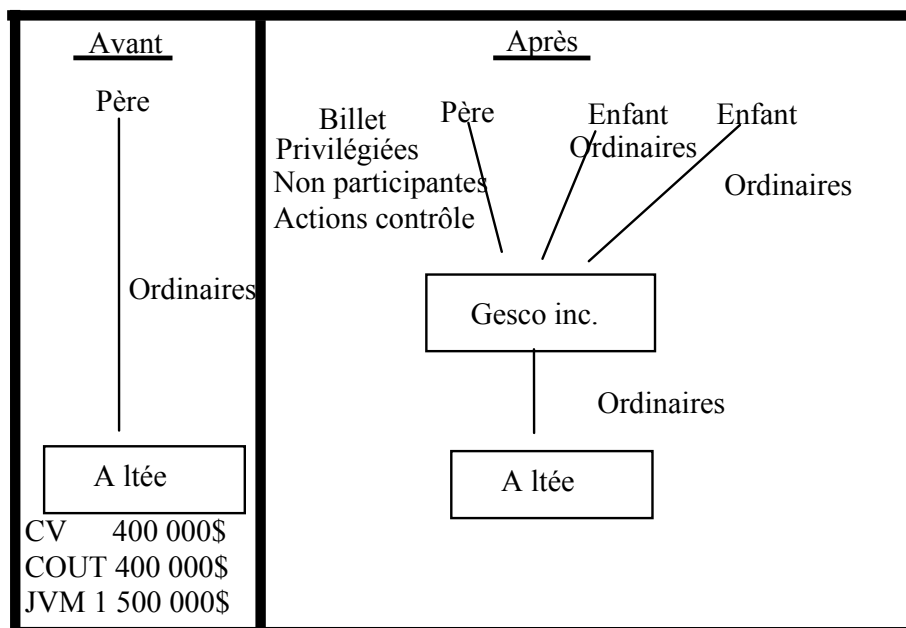 Avant
Père
Ordinaires
A ltée
CV 400 000$
COUT 400 000$
JVM 1 500 000$
Après
Billet
Privilégiées
Non participantes
Actions contrôle
Père
Enfant
Ordinaires
Enfant
Ordinaires
Gesco inc.
Ordinaires
A ltée